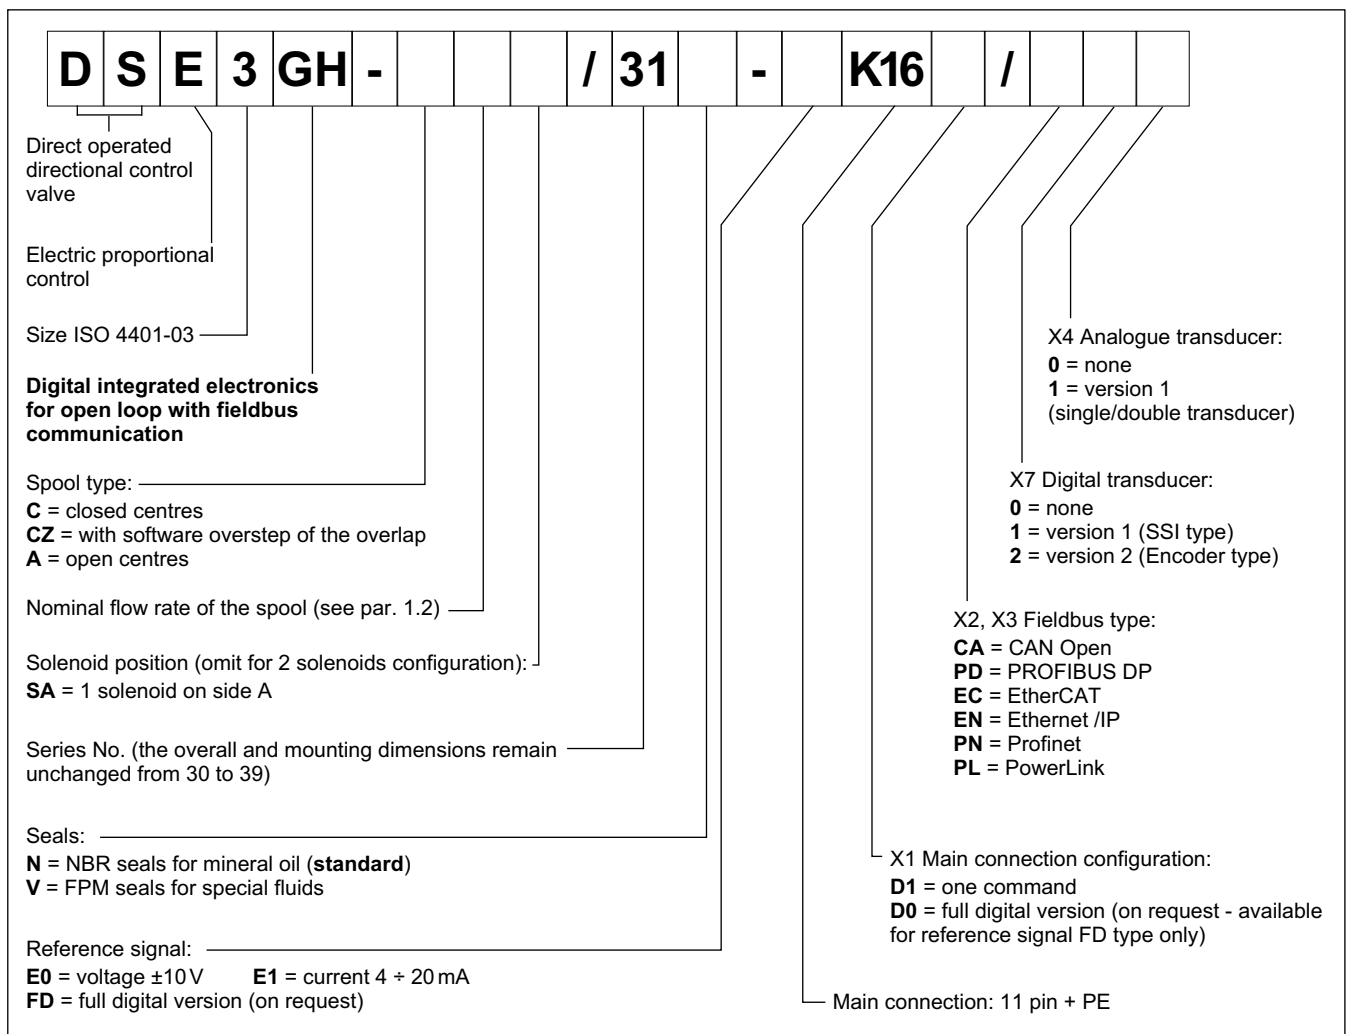 D S E 3 GH - / 31 - K16 /
Direct operated
directional control
valve
Electric proportional
control
Size ISO 4401-03
Digital integrated electronics
for open loop with fieldbus
communication
Spool type:
C = closed centres
CZ = with software overstep of the overlap
A = open centres
Nominal flow rate of the spool (see par. 1.2)
Solenoid position (omit for 2 solenoids configuration):
SA = 1 solenoid on side A
Series No. (the overall and mounting dimensions remain
unchanged from 30 to 39)
Seals:
N = NBR seals for mineral oil (standard)
V = FPM seals for special fluids
Reference signal:
E0 = voltage ±10 V E1 = current 4 ÷ 20 mA
FD = full digital version (on request)
X4 Analogue transducer:
0 = none
1 = version 1
(single/double transducer)
X7 Digital transducer:
0 = none
1 = version 1 (SSI type)
2 = version 2 (Encoder type)
X2, X3 Fieldbus type:
CA = CAN Open
PD = PROFIBUS DP
EC = EtherCAT
EN = Ethernet /IP
PN = Profinet
PL = PowerLink
X1 Main connection configuration:
D1 = one command
D0 = full digital version (on request - available
for reference signal FD type only)
Main connection: 11 pin + PE